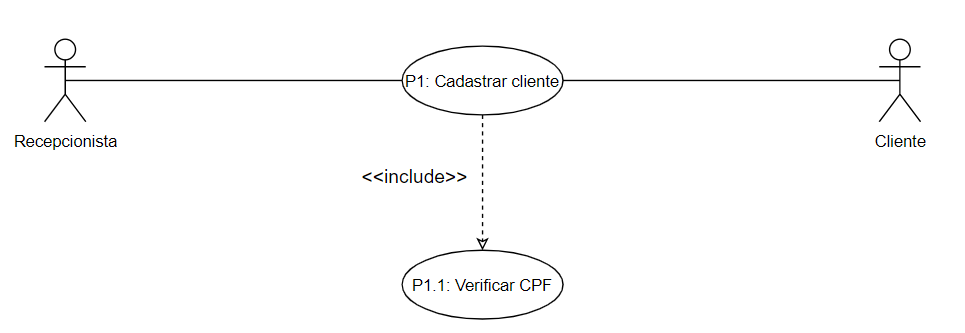 P1: Cadastrar cliente
Recepcionista
Cliente
<<include>>
P1.1: Verificar CPF